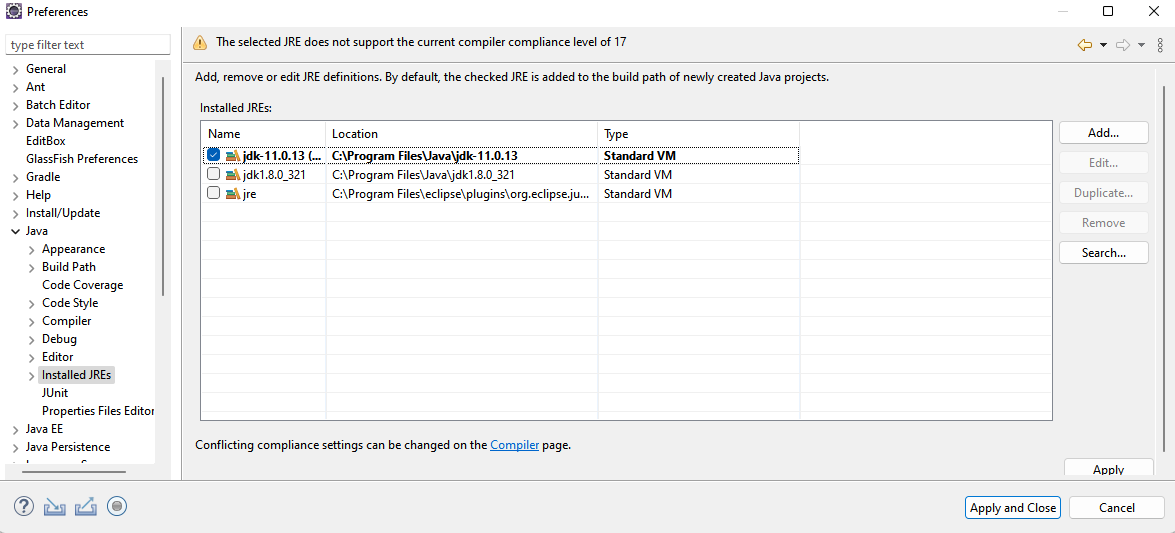 Preferences
type filter text
The selected JRE does not support the current compiler compliance level of 17
General
Ant
Batch Editor
Data Management
EditBox
GlassFish Preferences
Gradle
Help
Install/Update
Java
Appearance
Build Path
Code Coverage
Code Style
Compiler
Debug
Editor
Installed JREs
JUnit
Properties Files Editor
Java EE
Java Persistence
Add, remove or edit JRE definitions. By default, the checked JRE is added to the build path of newly created Java projects.
Installed JREs:
Name Location Type
jdk-11.0.13 (... C:\Program Files\Java\jdk-11.0.13 Standard VM
jdk1.8.0_321 C:\Program Files\Java\jdk1.8.0_321 Standard VM
jre C:\Program Files\eclipse\plugins\org.eclipse.ju... Standard VM
Add...
Edit...
Duplicate...
Remove
Search...
Conflicting compliance settings can be changed on the Compiler page.
Apply
Apply and Close
Cancel